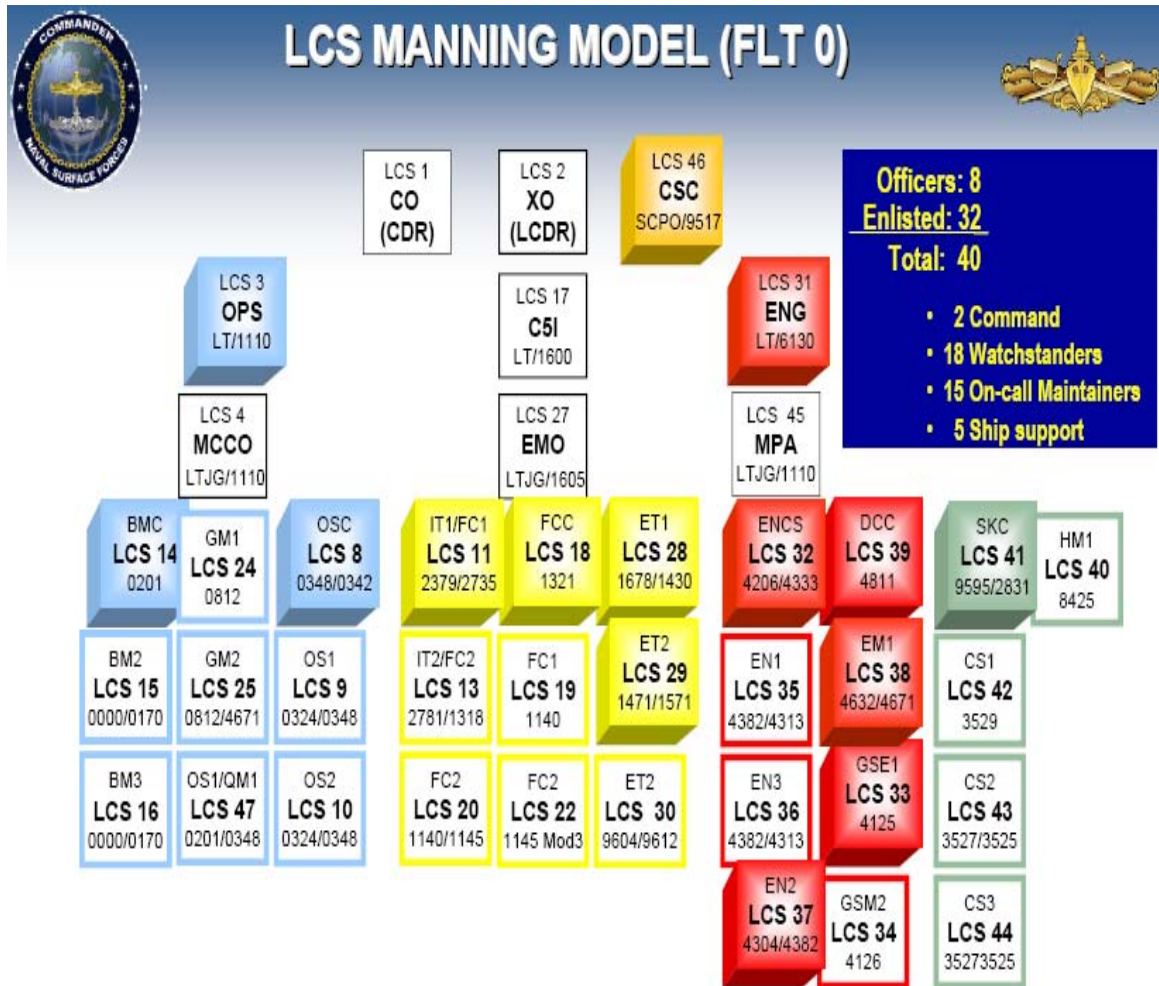 COMMANDER
NAVAL SURFACE FORCES
LCS MANNING MODEL (FLT 0)
LCS 1
CO
(CDR)
LCS 2
XO
(LCDR)
LCS 46
CSC
SCPO/9517
Officers: 8
Enlisted: 32
Total: 40
• 2 Command
• 18 Watchstanders
• 15 On-call Maintainers
• 5 Ship support
LCS 3
OPS
LT/1110
LCS 17
C5I
LT/1600
LCS 31
ENG
LT/6130
LCS 4
MCCO
LTJG/1110
LCS 27
EMO
LTJG/1605
LCS 45
MPA
LTJG/1110
BMC
LCS 14
0201
GM1
LCS 24
0812
OSC
LCS 8
0348/0342
IT1/FC1
LCS 11
2379/2735
FCC
LCS 18
1321
ET1
LCS 28
1678/1430
ENCS
LCS 32
4206/4333
DCC
LCS 39
4811
SKC
LCS 41
9595/2831
HM1
LCS 40
8425
BM2
LCS 15
0000/0170
GM2
LCS 25
0812/4671
OS1
LCS 9
0324/0348
IT2/FC2
LCS 13
2781/1318
FC1
LCS 19
1140
ET2
LCS 29
1471/1571
EN1
LCS 35
4382/4313
EM1
LCS 38
4632/4671
CS1
LCS 42
3529
BM3
LCS 16
0000/0170
OS1/QM1
LCS 47
0201/0348
OS2
LCS 10
0324/0348
FC2
LCS 20
1140/1145
FC2
LCS 22
1145 Mod3
ET2
LCS 30
9604/9612
EN3
LCS 36
4382/4313
GSE1
LCS 33
4125
CS2
LCS 43
3527/3525
EN2
LCS 37
4304/4382
GSM2
LCS 34
4126
CS3
LCS 44
35273525